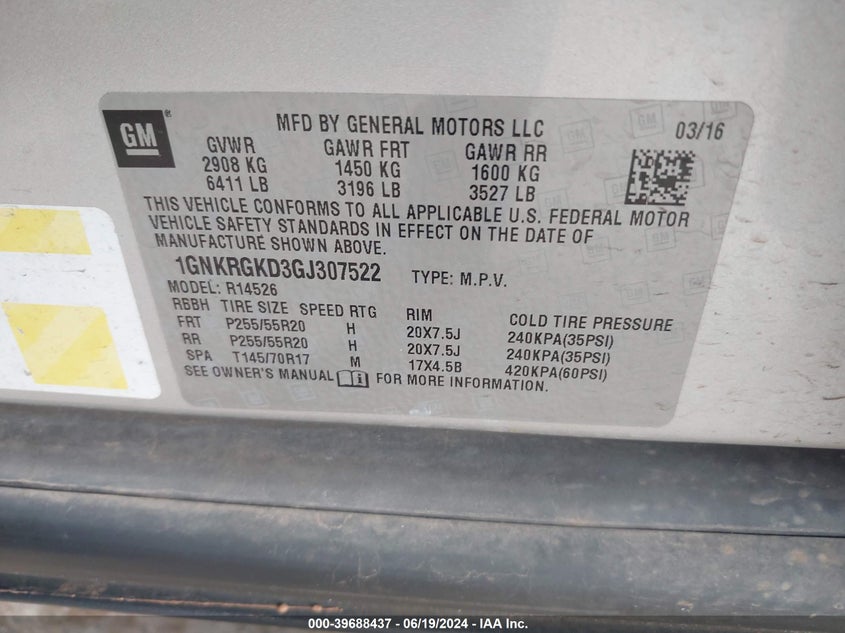 GM®
MFD BY GENERAL MOTORS LLC 03/16
GVWR GAWR FRT GAWR RR
2908 KG 1450 KG 1600 KG
6411 LB 3196 LB 3527 LB
THIS VEHICLE CONFORMS TO ALL APPLICABLE U.S. FEDERAL MOTOR
VEHICLE SAFETY STANDARDS IN EFFECT ON THE DATE OF
MANUFACTURE SHOWN ABOVE.
1GNKRGKD3GJ307522 TYPE: M.P.V.
MODEL: R14526
RBBH TIRE SIZE SPEED RTG RIM COLD TIRE PRESSURE
FRT P255/55R20 H 20X7.5J 240KPA(35PSI)
RR P255/55R20 H 20X7.5J 240KPA(35PSI)
SPA T145/70R17 M 17X4.5B 420KPA(60PSI)
SEE OWNER'S MANUAL FOR MORE INFORMATION.
000-39688437 - 06/19/2024 - IAA Inc.